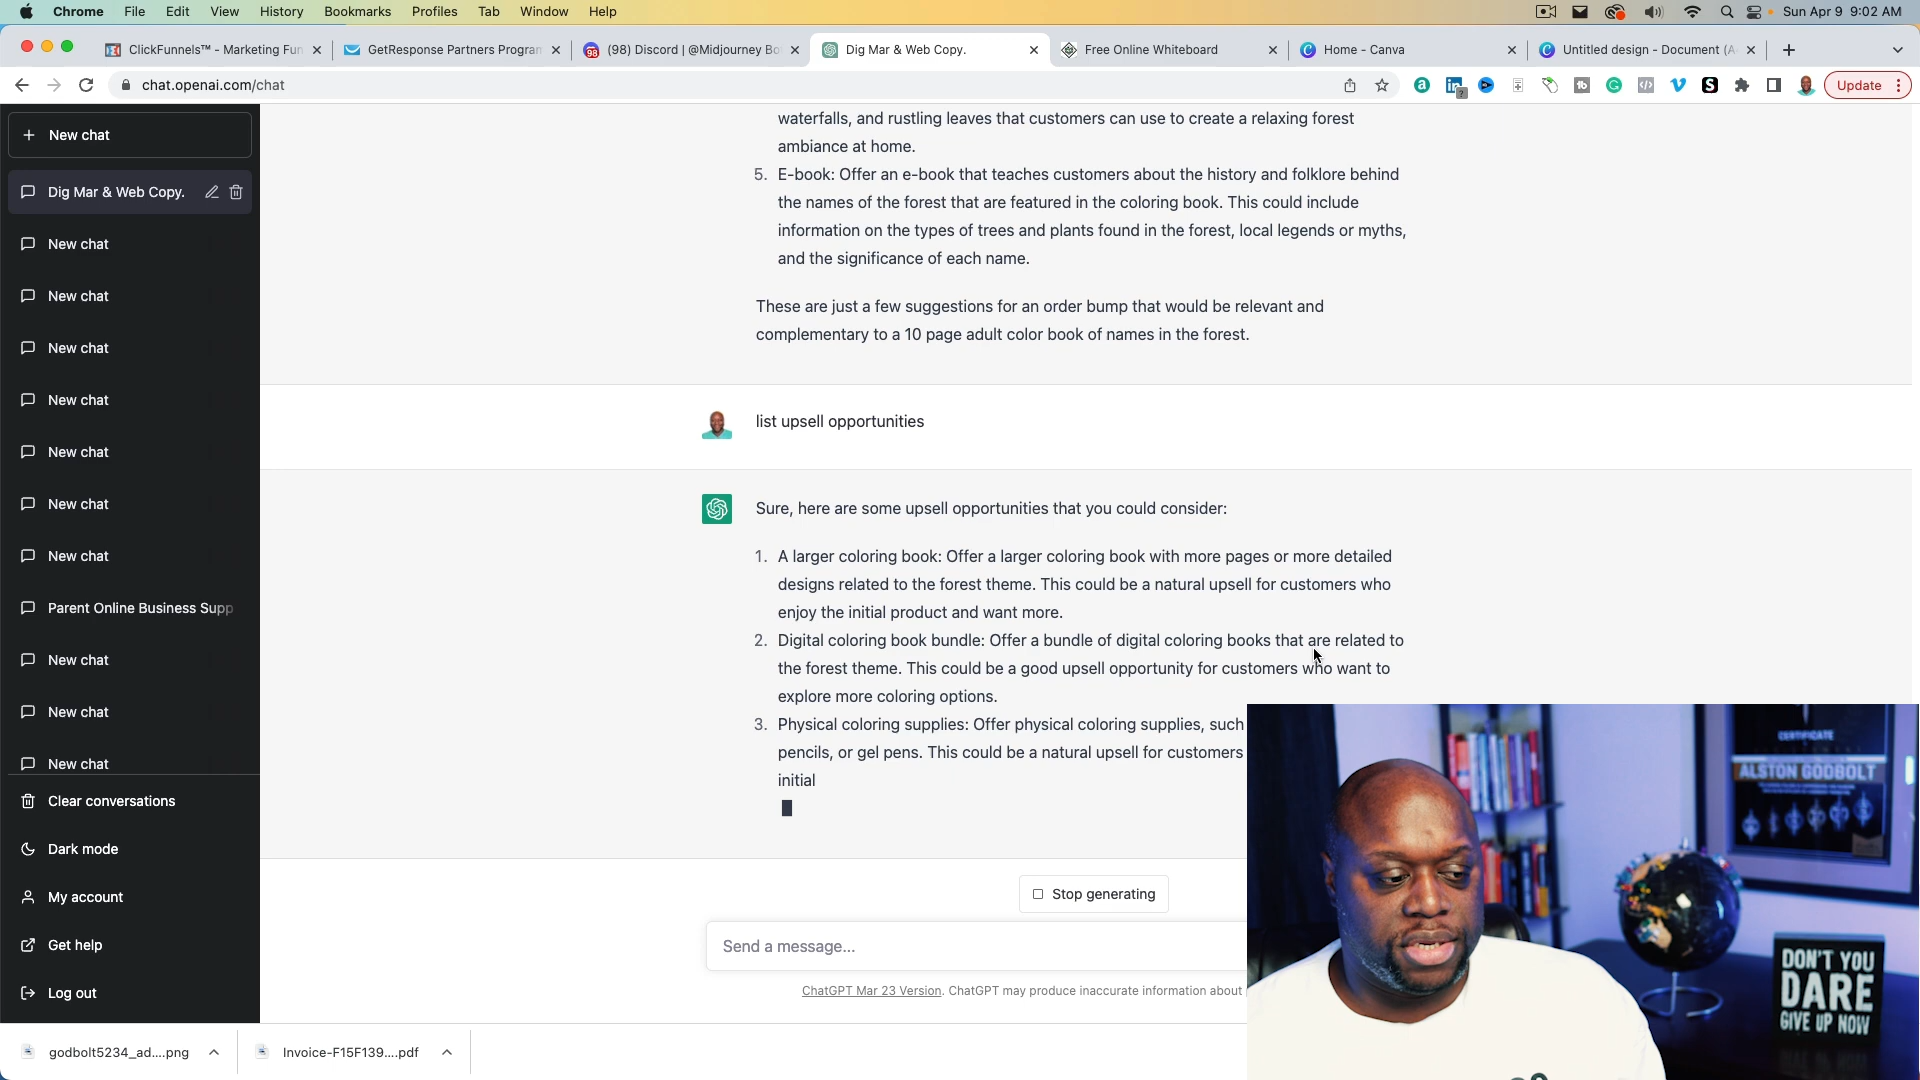 Chrome File Edit View History Bookmarks Profiles Tab Window Help Sun Apr 9 9:02 AM
ClickFunnels™ - Marketing Fun GetResponse Partners Program (98) Discord | @Midjourney Bo Dig Mar & Web Copy. Free Online Whiteboard Home - Canva Untitled design - Document (A
chat.openai.com/chat Update
New chat
Dig Mar & Web Copy.
New chat
New chat
New chat
New chat
New chat
New chat
New chat
Parent Online Business Supp
New chat
New chat
New chat
Clear conversations
Dark mode
My account
Get help
Log out
waterfalls, and rustling leaves that customers can use to create a relaxing forest
ambiance at home.
5. E-book: Offer an e-book that teaches customers about the history and folklore behind
the names of the forest that are featured in the coloring book. This could include
information on the types of trees and plants found in the forest, local legends or myths,
and the significance of each name.
These are just a few suggestions for an order bump that would be relevant and
complementary to a 10 page adult color book of names in the forest.
list upsell opportunities
Sure, here are some upsell opportunities that you could consider:
1. A larger coloring book: Offer a larger coloring book with more pages or more detailed
designs related to the forest theme. This could be a natural upsell for customers who
enjoy the initial product and want more.
2. Digital coloring book bundle: Offer a bundle of digital coloring books that are related to
the forest theme. This could be a good upsell opportunity for customers who want to
explore more coloring options.
3. Physical coloring supplies: Offer physical coloring supplies, such
pencils, or gel pens. This could be a natural upsell for customers
initial
Stop generating
Send a message...
ChatGPT Mar 23 Version. ChatGPT may produce inaccurate information about
CERTIFICATE
ALSTON GODBOLT
DON'T YOU
DARE
GIVE UP NOW
godbolt5234_ad....png Invoice-F15F139....pdf